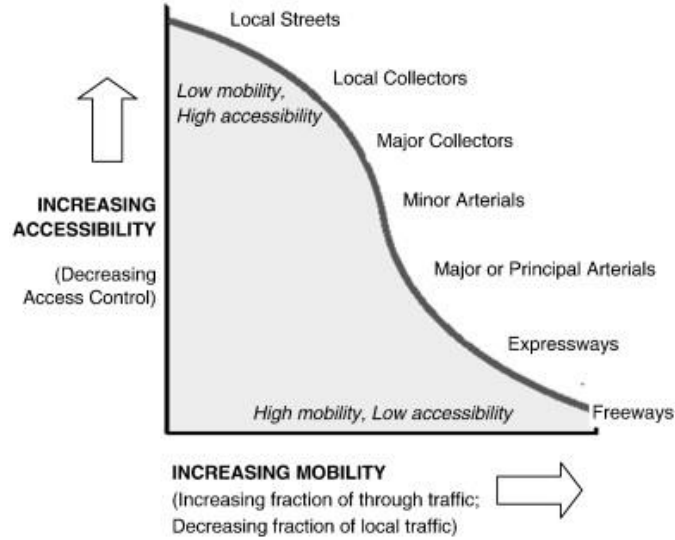 Local Streets
Local Collectors
Low mobility,
High accessibility
Major Collectors
Minor Arterials
INCREASING
ACCESSIBILITY
(Decreasing
Access Control)
Major or Principal Arterials
Expressways
High mobility, Low accessibility
Freeways
INCREASING MOBILITY
(Increasing fraction of through traffic;
Decreasing fraction of local traffic)